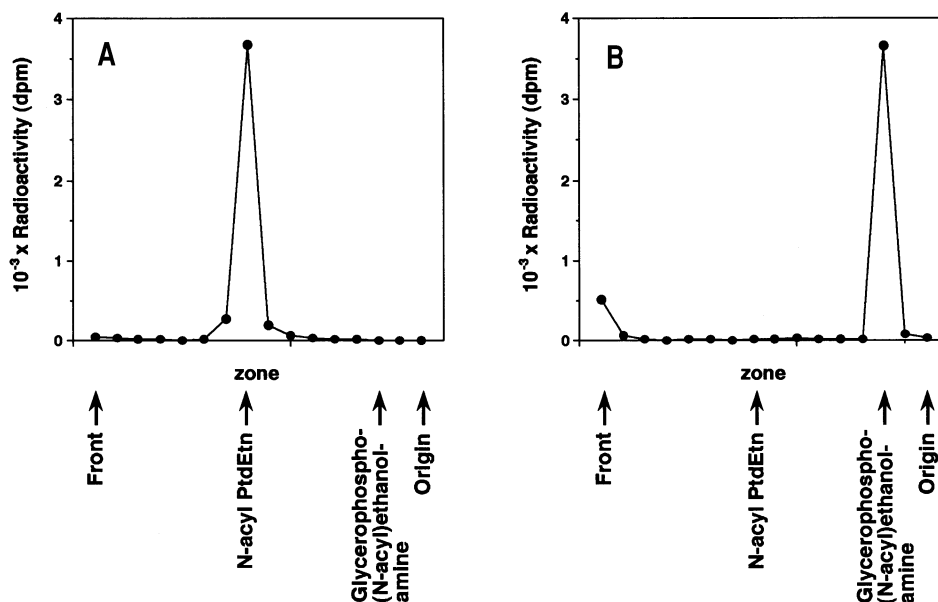 A
10⁻³ x Radioactivity (dpm)
4
3
2
1
0
zone
Front
N-acyl PtdEtn
Glycerophospho-
(N-acyl)ethanol-
amine
Origin
B
10⁻³ x Radioactivity (dpm)
4
3
2
1
0
zone
Front
N-acyl PtdEtn
Glycerophospho-
(N-acyl)ethanol-
amine
Origin